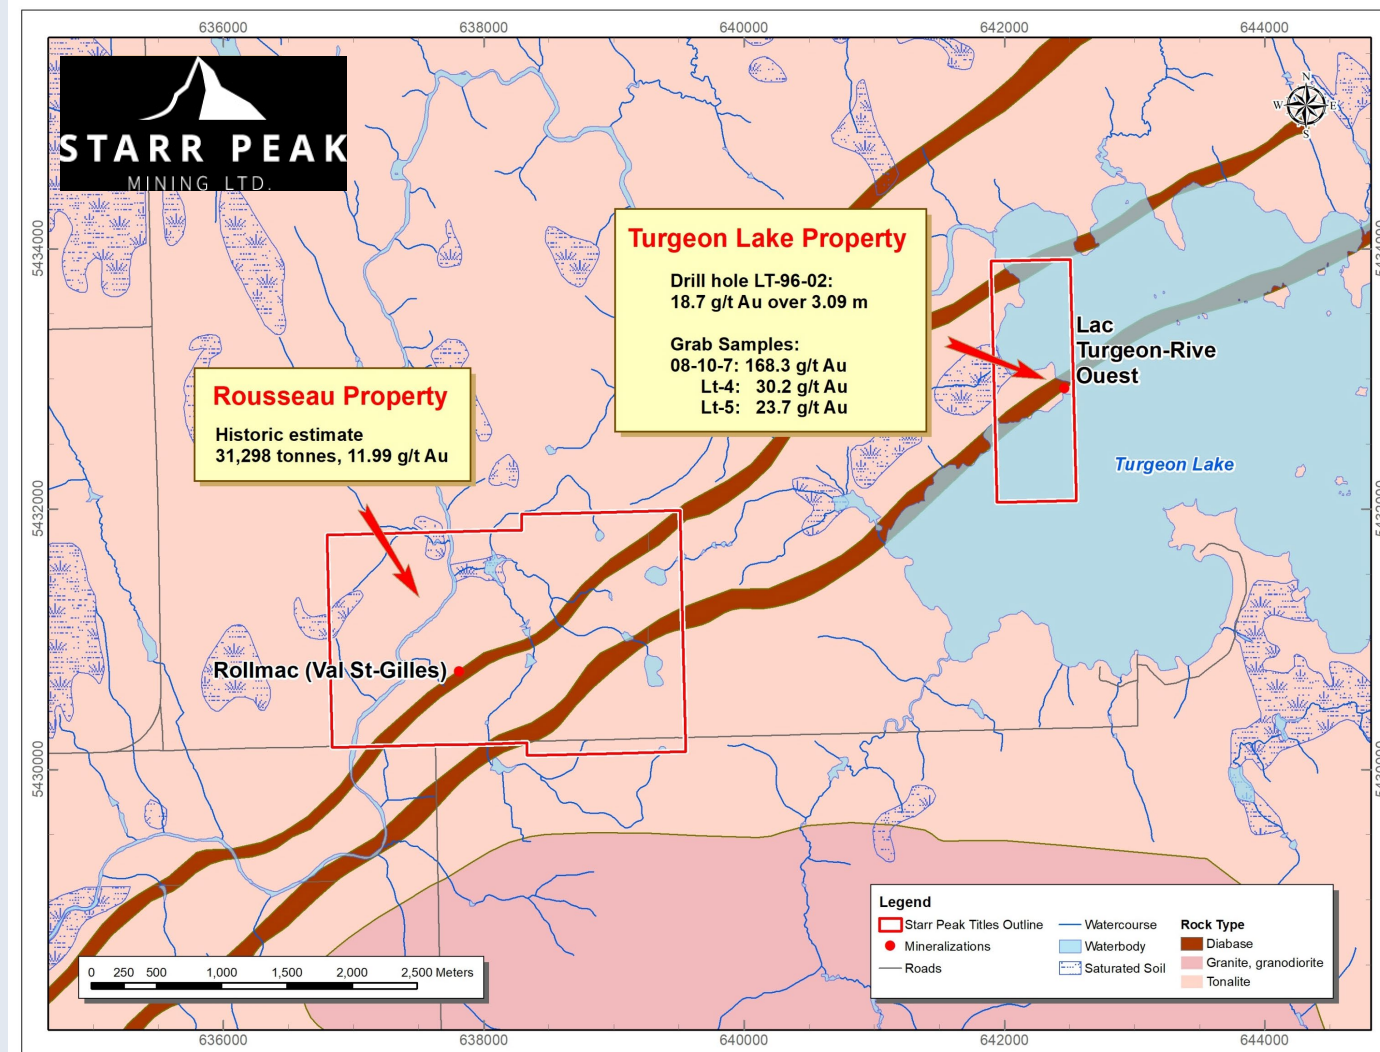 636000
638000
640000
642000
644000
STARR PEAK
MINING LTD.
N
W
E
S
5434000
5434000
Turgeon Lake Property
Drill hole LT-96-02:
18.7 g/t Au over 3.09 m
Grab Samples:
08-10-7: 168.3 g/t Au
Lt-4: 30.2 g/t Au
Lt-5: 23.7 g/t Au
Lac
Turgeon-Rive
Ouest
Rousseau Property
Historic estimate
31,298 tonnes, 11.99 g/t Au
Turgeon Lake
5432000
5432000
Rollmac (Val St-Gilles)
5430000
5430000
Legend
Starr Peak Titles Outline
Mineralizations
Roads
Watercourse
Waterbody
Saturated Soil
Rock Type
Diabase
Granite, granodiorite
Tonalite
0 250 500 1,000 1,500 2,000 2,500 Meters
636000
638000
640000
642000
644000